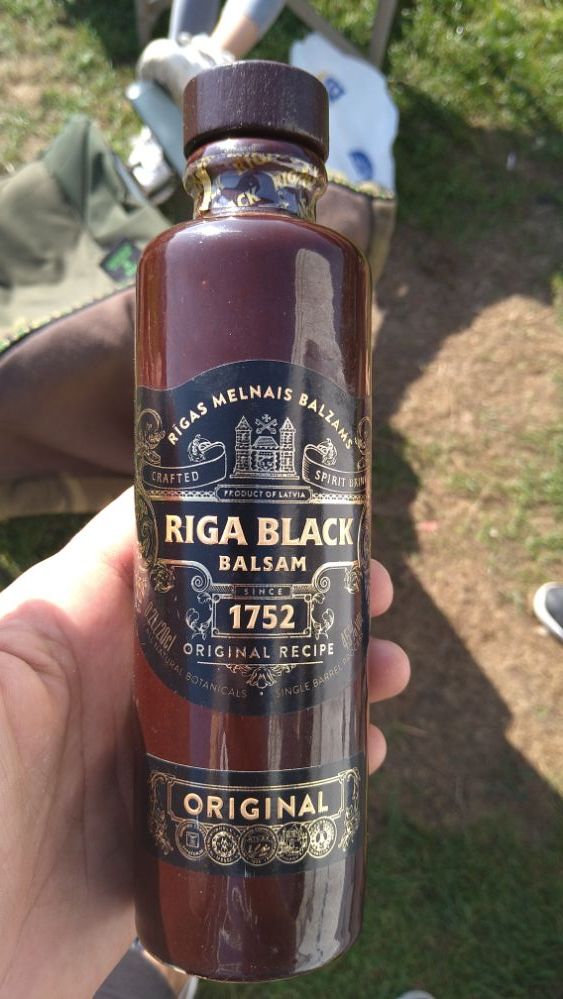 RĪGAS MELNAIS BALZAMS
CRAFTED
SPIRIT DRINK
PRODUCT OF LATVIA
RIGA BLACK
BALSAM
SINCE
1752
ORIGINAL RECIPE
NATURAL BOTANICALS • SINGLE BARREL
ORIGINAL